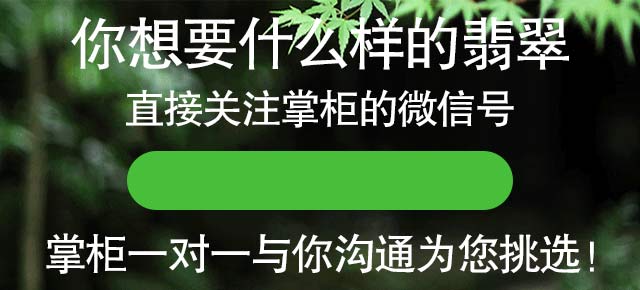 你想要什么样的翡翠
直接关注掌柜的微信号
掌柜一对一与你沟通为您挑选！